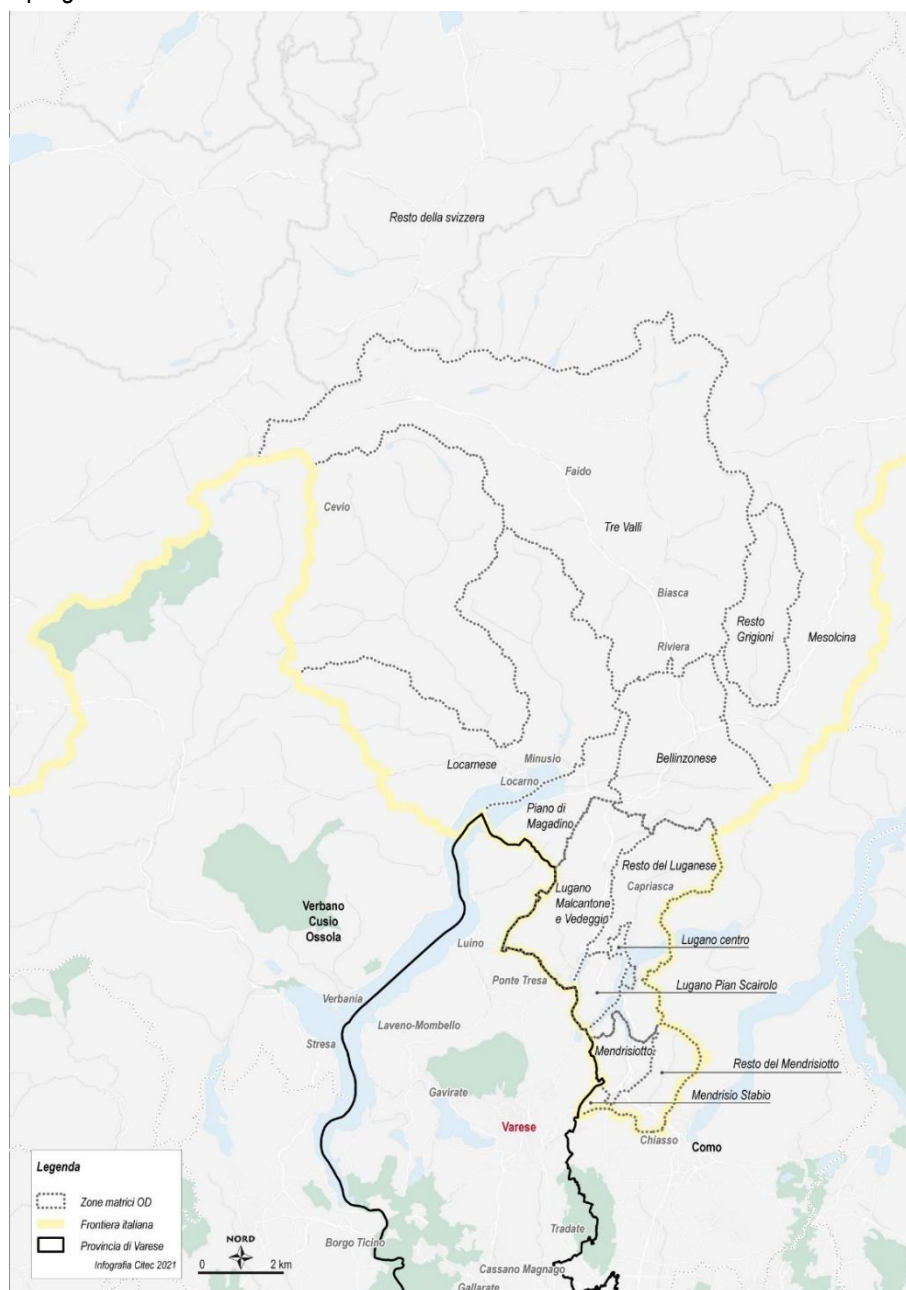 Resto della svizzera
Faido
Cevio
Tre Valli
Biasca
Resto
Grigioni
Mesolcina
Riviera
Bellinzonese
Minusio
Locarnese
Locarno
Piano di
Magadino
Resto del Luganese
Capriasca
Lugano
Malcantone
e Vedeggio
Verbano
Cusio
Ossola
Luino
Lugano centro
Ponte Tresa
Lugano Pian Scairolo
Verbania
Laveno-Mombello
Stresa
Mendrisiotto
Resto del Mendrisiotto
Gavirate
Mendrisio Stabio
Varese
Chiasso
Como
Legenda
Zone matrici OD
Frontiera italiana
Provincia di Varese
Infografia Citec 2021
NORD
0 2 km
Borgo Ticino
Tradate
Cassano Magnago
Gallarate